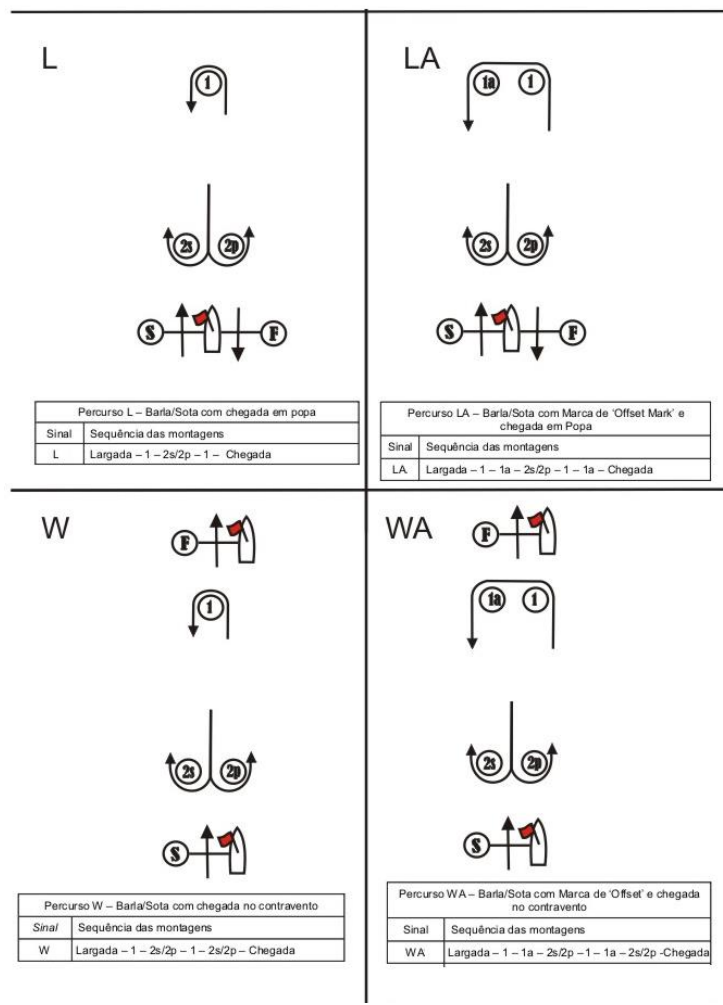 L
1
2s 2p
S F
Percurso L – Barla/Sota com chegada em popa
Sinal Sequência das montagens
L Largada – 1 – 2s/2p – 1 – Chegada
LA
1a 1
2s 2p
S F
Percurso LA – Barla/Sota com Marca de 'Offset Mark' e
chegada em Popa
Sinal Sequência das montagens
LA Largada – 1 – 1a – 2s/2p – 1 – 1a – Chegada
W
F
1
2s 2p
S
Percurso W – Barla/Sota com chegada no contravento
Sinal Sequência das montagens
W Largada – 1 – 2s/2p – 1 – 2s/2p – Chegada
WA
F
1a 1
2s 2p
S
Percurso WA – Barla/Sota com Marca de 'Offset' e chegada
no contravento
Sinal Sequência das montagens
WA Largada – 1 – 1a – 2s/2p – 1 – 1a – 2s/2p -Chegada